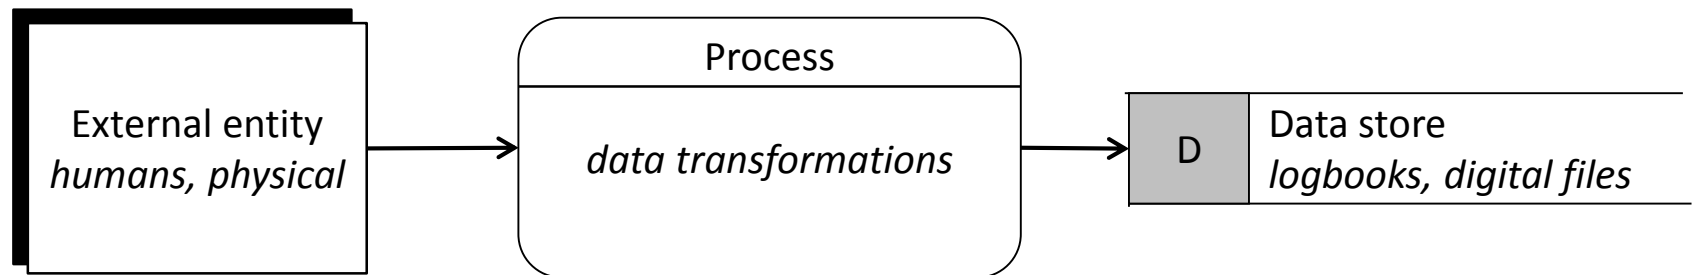 External entity
humans, physical
Process
data transformations
D
Data store
logbooks, digital files